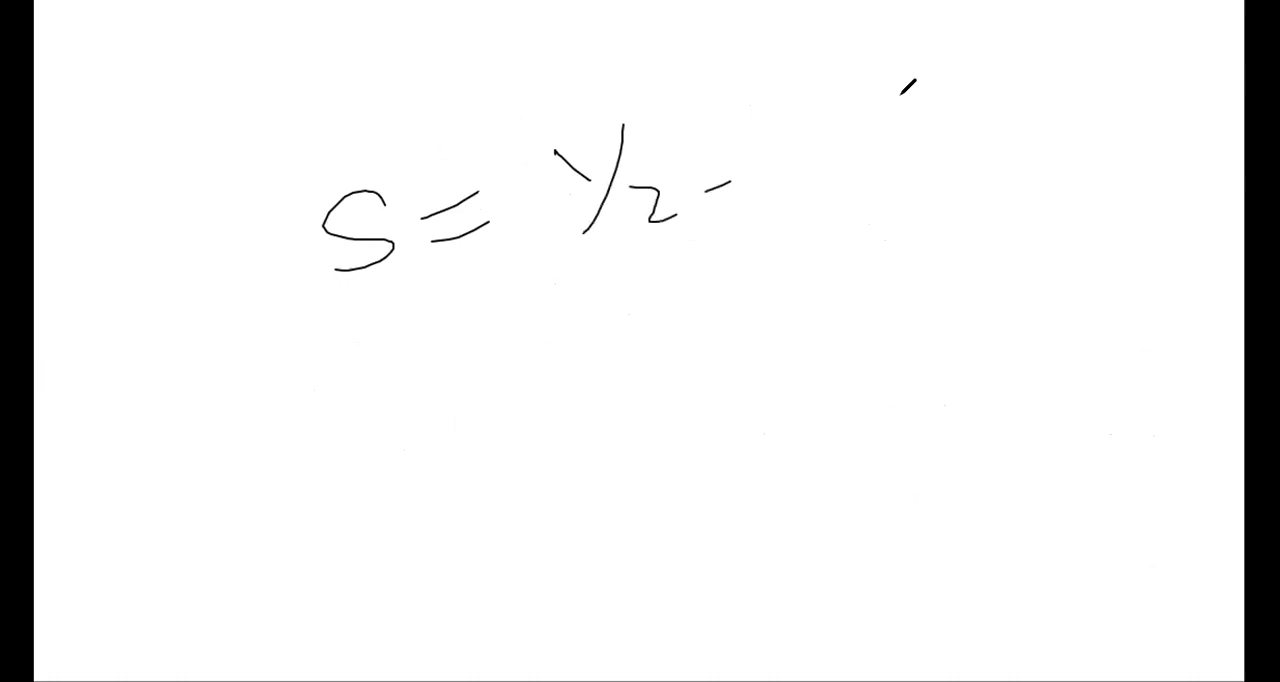 S = 1/2 -